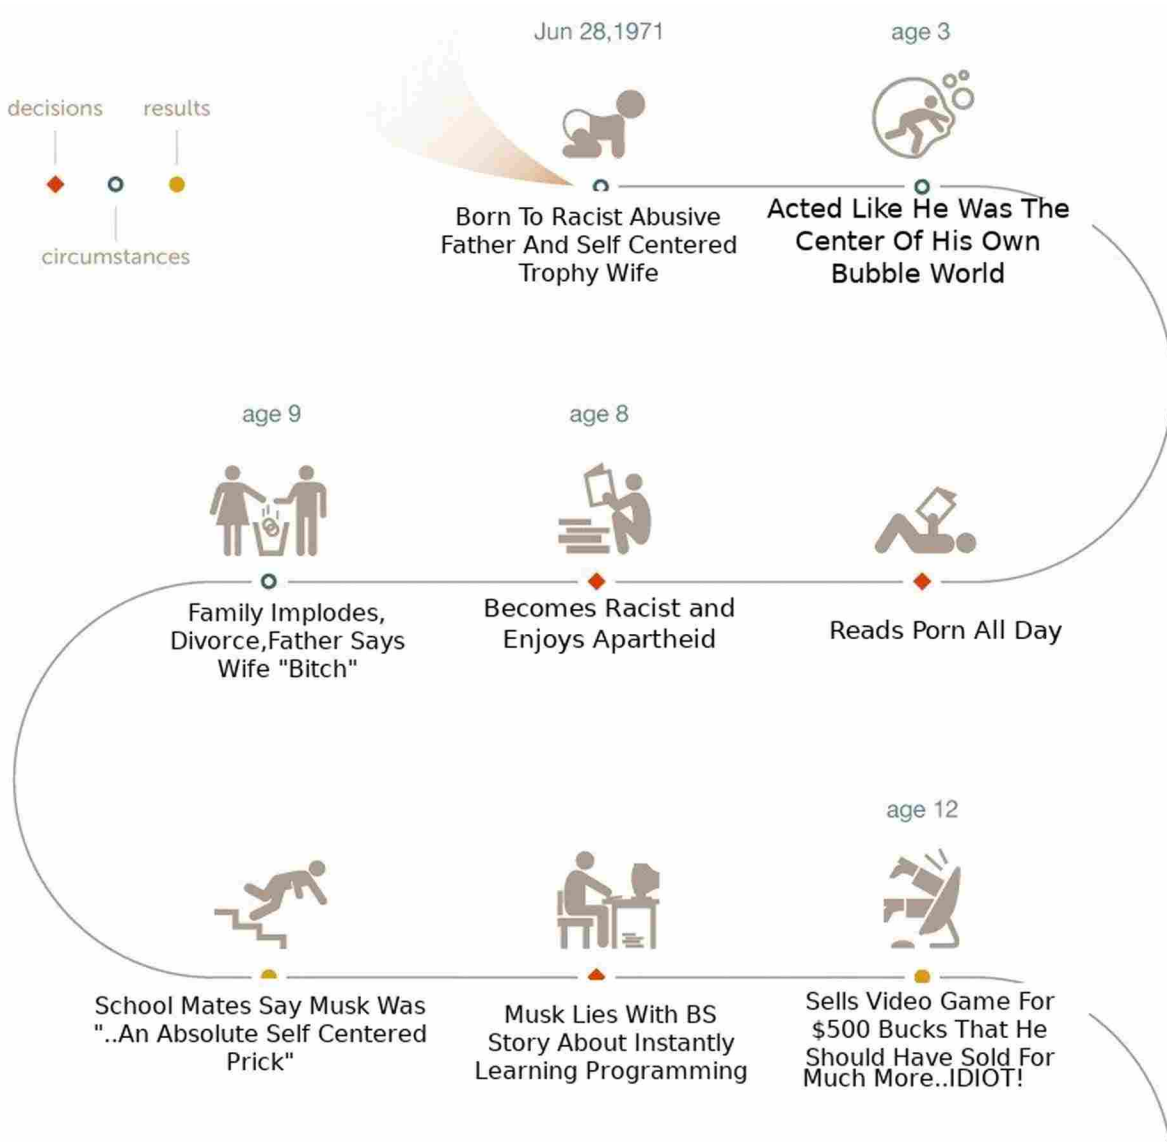 Jun 28,1971
age 3
decisions
results
circumstances
Born To Racist Abusive
Father And Self Centered
Trophy Wife
Acted Like He Was The
Center Of His Own
Bubble World
age 9
age 8
Family Implodes,
Divorce,Father Says
Wife "Bitch"
Becomes Racist and
Enjoys Apartheid
Reads Porn All Day
age 12
School Mates Say Musk Was
"..An Absolute Self Centered
Prick"
Musk Lies With BS
Story About Instantly
Learning Programming
Sells Video Game For
$500 Bucks That He
Should Have Sold For
Much More..IDIOT!